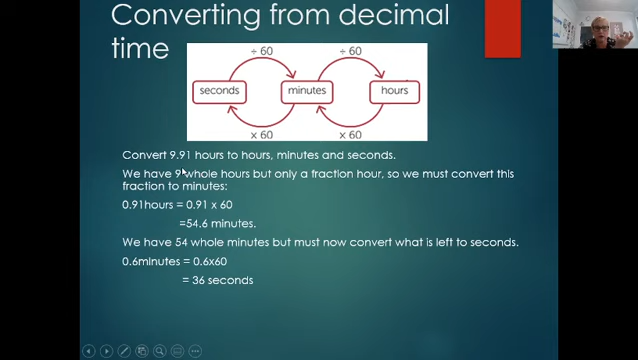 Converting from decimal
time
÷ 60
÷ 60
seconds
minutes
hours
x 60
x 60
Convert 9.91 hours to hours, minutes and seconds.
We have 9 whole hours but only a fraction hour, so we must convert this
fraction to minutes:
0.91hours = 0.91 x 60
=54.6 minutes.
We have 54 whole minutes but must now convert what is left to seconds.
0.6minutes = 0.6x60
= 36 seconds